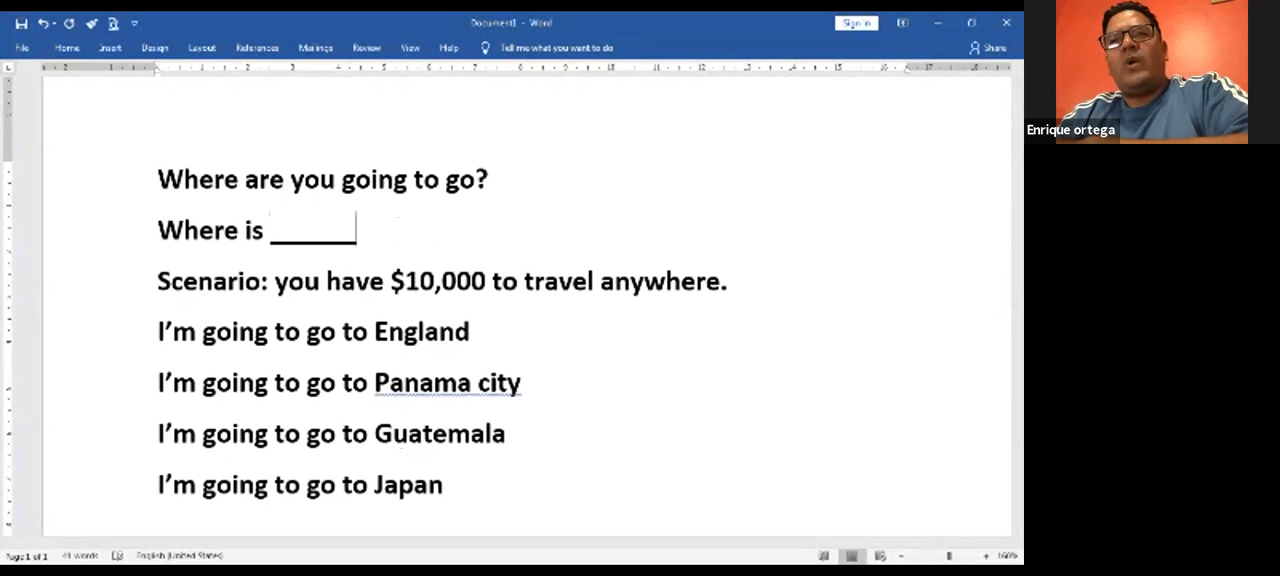 Document1 - Word
Sign in
File Home Insert Design Layout References Mailings Review View Help Tell me what you want to do Share
Enrique ortega
Where are you going to go?
Where is ______
Scenario: you have $10,000 to travel anywhere.
I'm going to go to England
I'm going to go to Panama city
I'm going to go to Guatemala
I'm going to go to Japan
Page 1 of 1 41 words English (United States) 160%